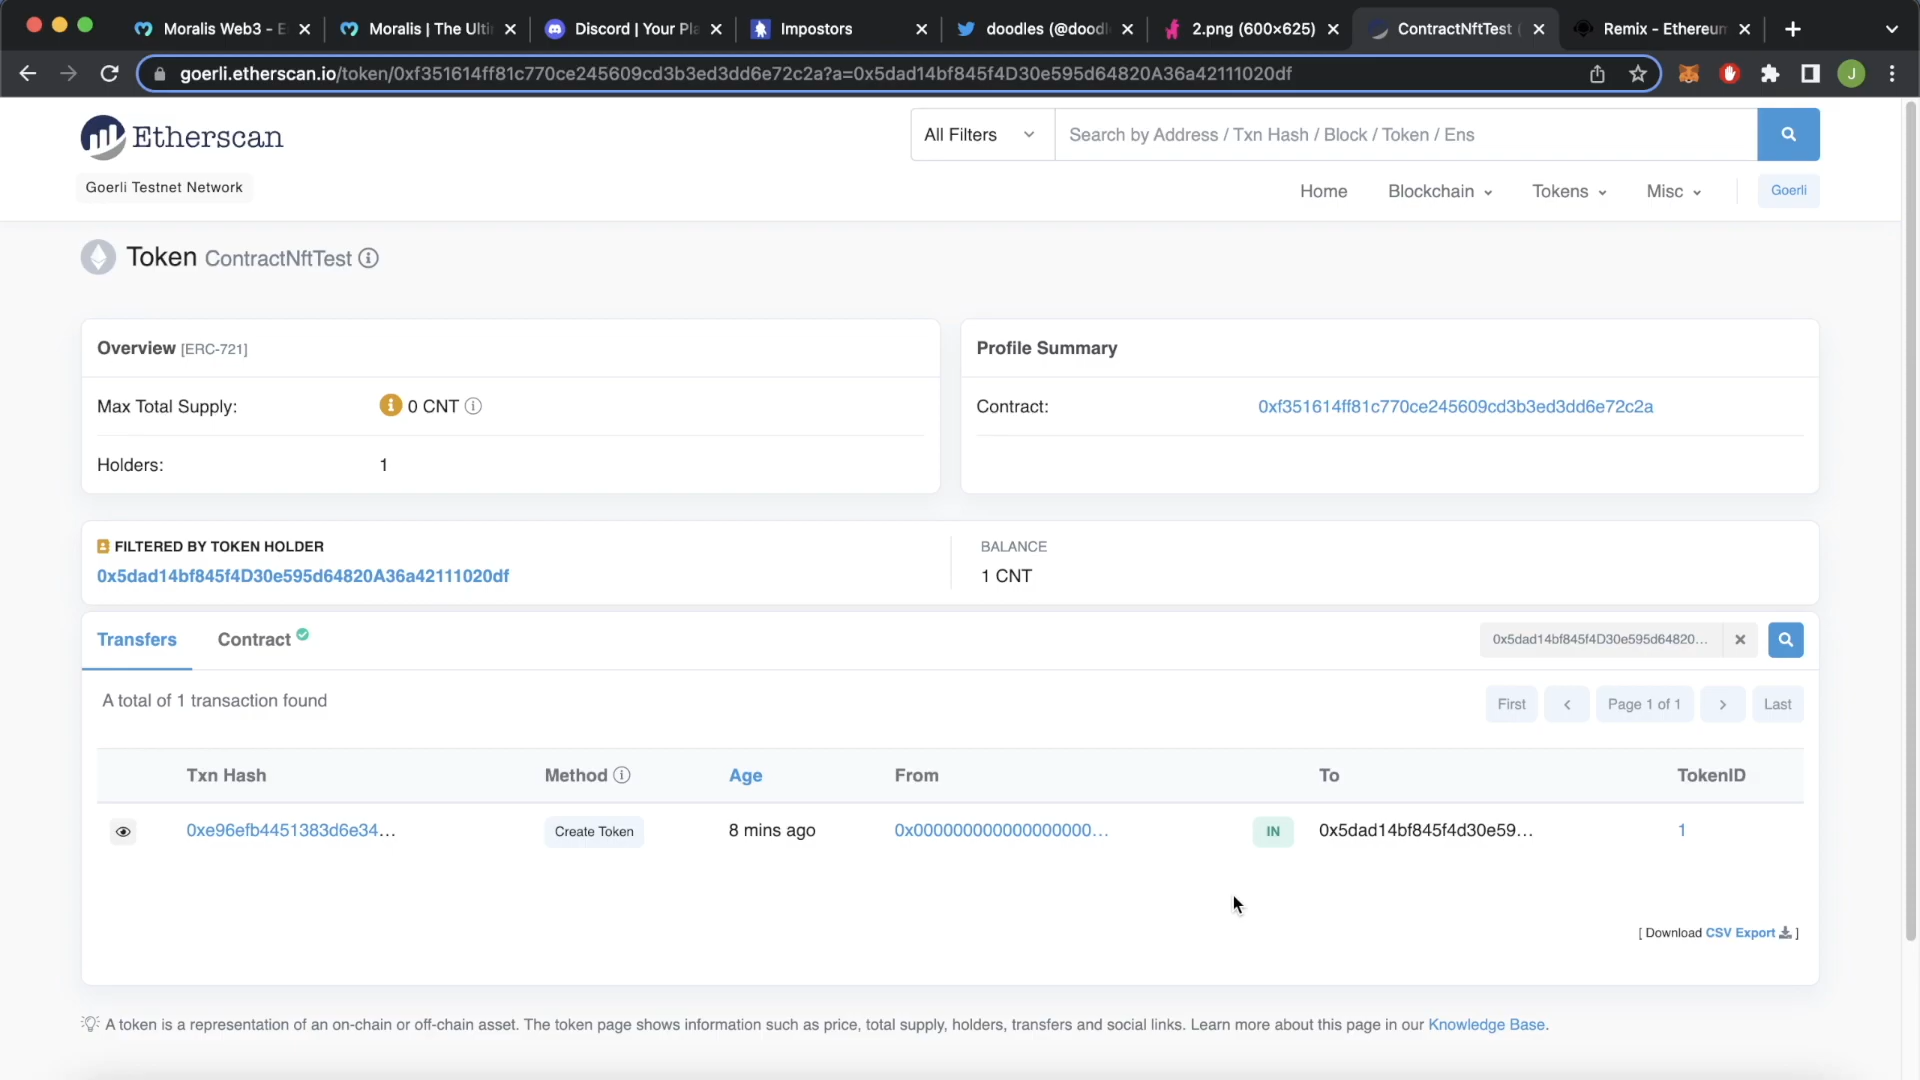 Moralis Web3 - E
Moralis | The Ulti
Discord | Your Pla
Impostors
doodles (@doodl
2.png (600×625)
ContractNftTest
Remix - Ethereum
goerli.etherscan.io/token/0xf351614ff81c770ce245609cd3b3ed3dd6e72c2a?a=0x5dad14bf845f4D30e595d64820A36a42111020df
J
Etherscan
All Filters
Search by Address / Txn Hash / Block / Token / Ens
Goerli Testnet Network
Home
Blockchain
Tokens
Misc
Goerli
Token ContractNftTest
Overview [ERC-721]
Max Total Supply:
0 CNT
Holders:
1
Profile Summary
Contract:
0xf351614ff81c770ce245609cd3b3ed3dd6e72c2a
FILTERED BY TOKEN HOLDER
0x5dad14bf845f4D30e595d64820A36a42111020df
BALANCE
1 CNT
Transfers
Contract
0x5dad14bf845f4D30e595d64820...
A total of 1 transaction found
First
Page 1 of 1
Last
Txn Hash
Method
Age
From
To
TokenID
0xe96efb4451383d6e34...
Create Token
8 mins ago
0x000000000000000000...
IN
0x5dad14bf845f4d30e59...
1
[ Download CSV Export ]
A token is a representation of an on-chain or off-chain asset. The token page shows information such as price, total supply, holders, transfers and social links. Learn more about this page in our Knowledge Base.